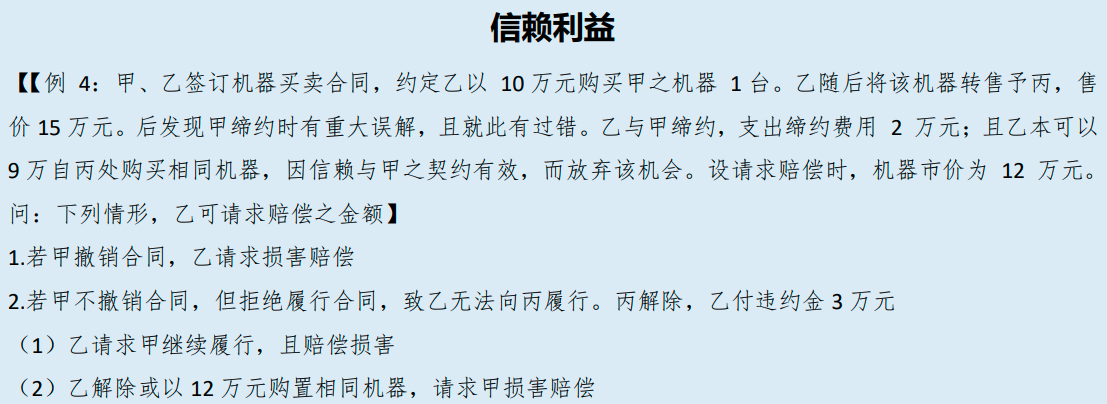 信赖利益
【【例 4：甲、乙签订机器买卖合同，约定乙以 10 万元购买甲之机器 1 台。乙随后将该机器转售予丙，售
价 15 万元。后发现甲缔约时有重大误解，且就此有过错。乙与甲缔约，支出缔约费用 2 万元；且乙本可以
9 万自丙处购买相同机器，因信赖与甲之契约有效，而放弃该机会。设请求赔偿时，机器市价为 12 万元。
问：下列情形，乙可请求赔偿之金额】
1.若甲撤销合同，乙请求损害赔偿
2.若甲不撤销合同，但拒绝履行合同，致乙无法向丙履行。丙解除，乙付违约金 3 万元
（1）乙请求甲继续履行，且赔偿损害
（2）乙解除或以 12 万元购置相同机器，请求甲损害赔偿